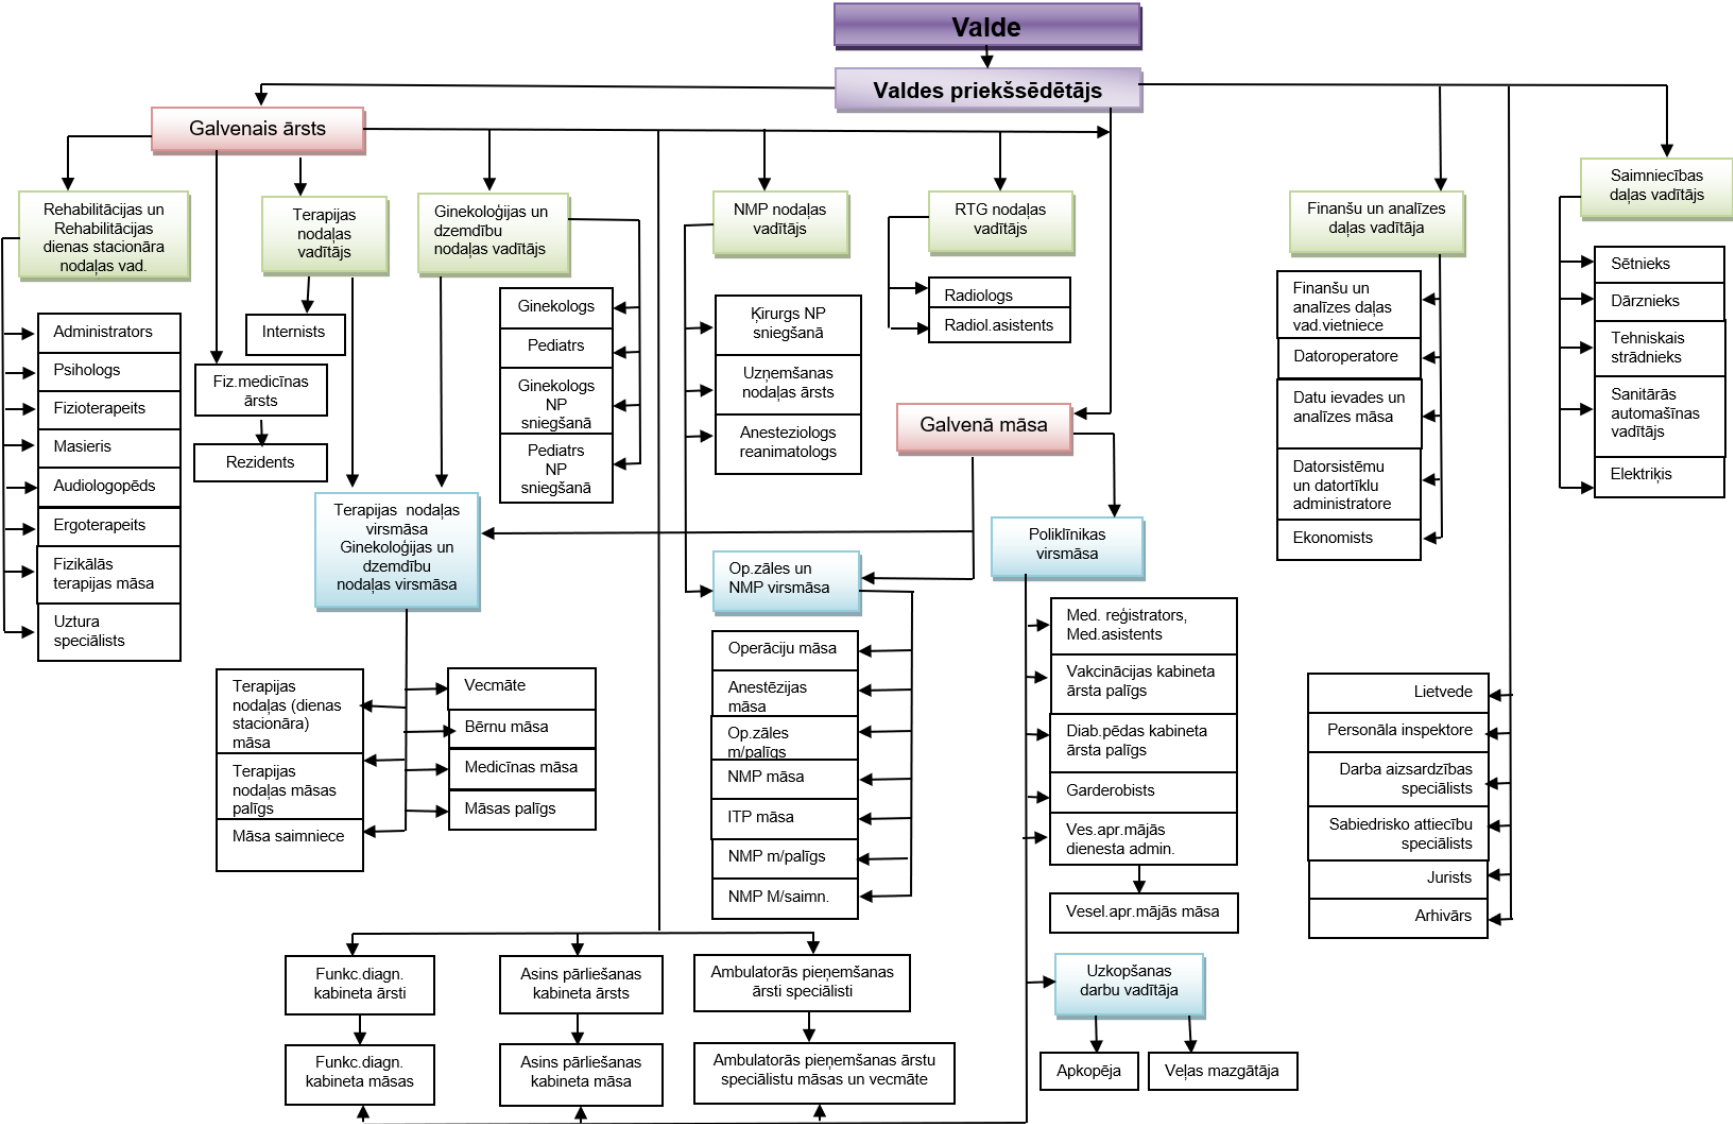 Valde
Valdes priekšsēdētājs
Galvenais ārsts
Rehabilitācijas un
Rehabilitācijas
dienas stacionāra
nodaļas vad.
Administrators
Psihologs
Fizioterapeits
Masieris
Audiologopēds
Ergoterapeits
Fizikālās
terapijas māsa
Uztura
speciālists
Terapijas
nodaļas
vadītājs
Internists
Fiz.medicīnas
ārsts
Rezidents
Ginekoloģijas un
dzemdību
nodaļas vadītājs
Ginekologs
Pediatrs
Ginekologs
NP
sniegšanā
Pediatrs
NP
sniegšanā
NMP nodaļas
vadītājs
Ķirurgs NP
sniegšanā
Uzņemšanas
nodaļas ārsts
Anesteziologs
reanimatologs
RTG nodaļas
vadītājs
Radiologs
Radiol.asistents
Finanšu un analīzes
daļas vadītāja
Finanšu un
analīzes daļas
vad.vietniece
Datoroperatore
Datu ievades un
analīzes māsa
Datorsistēmu
un datortīklu
administratore
Ekonomists
Saimniecības
daļas vadītājs
Sētnieks
Dārznieks
Tehniskais
strādnieks
Sanitārās
automašīnas
vadītājs
Elektriķis
Galvenā māsa
Terapijas nodaļas
virsmāsa
Ginekoloģijas un
dzemdību
nodaļas virsmāsa
Terapijas
nodaļas (dienas
stacionāra)
māsa
Terapijas
nodaļas māsas
palīgs
Māsa saimniece
Vecmāte
Bērnu māsa
Medicīnas māsa
Māsas palīgs
Op.zāles un
NMP virsmāsa
Operāciju māsa
Anestēzijas
māsa
Op.zāles
m/palīgs
NMP māsa
ITP māsa
NMP m/palīgs
NMP M/saimn.
Poliklīnikas
virsmāsa
Med. reģistrators,
Med.asistents
Vakcinācijas kabineta
ārsta palīgs
Diab.pēdas kabineta
ārsta palīgs
Garderobists
Ves.apr.mājās
dienesta admin.
Vesel.apr.mājās māsa
Lietvede
Personāla inspektore
Darba aizsardzības
speciālists
Sabiedrisko attiecību
speciālists
Jurists
Arhivārs
Funkc.diagn.
kabineta ārsti
Asins pārliešanas
kabineta ārsts
Ambulatorās pieņemšanas
ārsti speciālisti
Uzkopšanas
darbu vadītāja
Funkc.diagn.
kabineta māsas
Asins pārliešanas
kabineta māsa
Ambulatorās pieņemšanas ārstu
speciālistu māsas un vecmāte
Apkopēja
Veļas mazgātāja